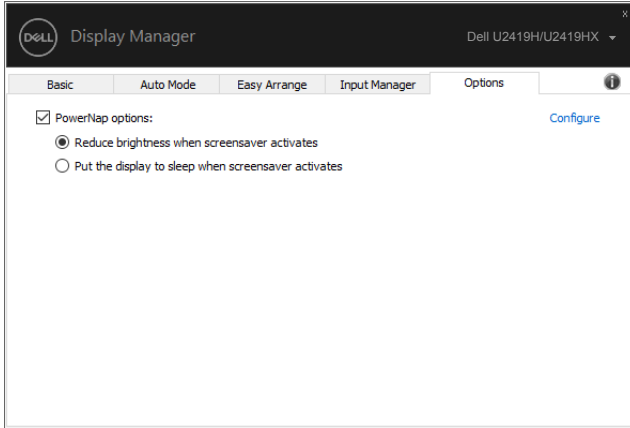 x
DELL Display Manager Dell U2419H/U2419HX
Basic Auto Mode Easy Arrange Input Manager Options i
PowerNap options: Configure
Reduce brightness when screensaver activates
Put the display to sleep when screensaver activates